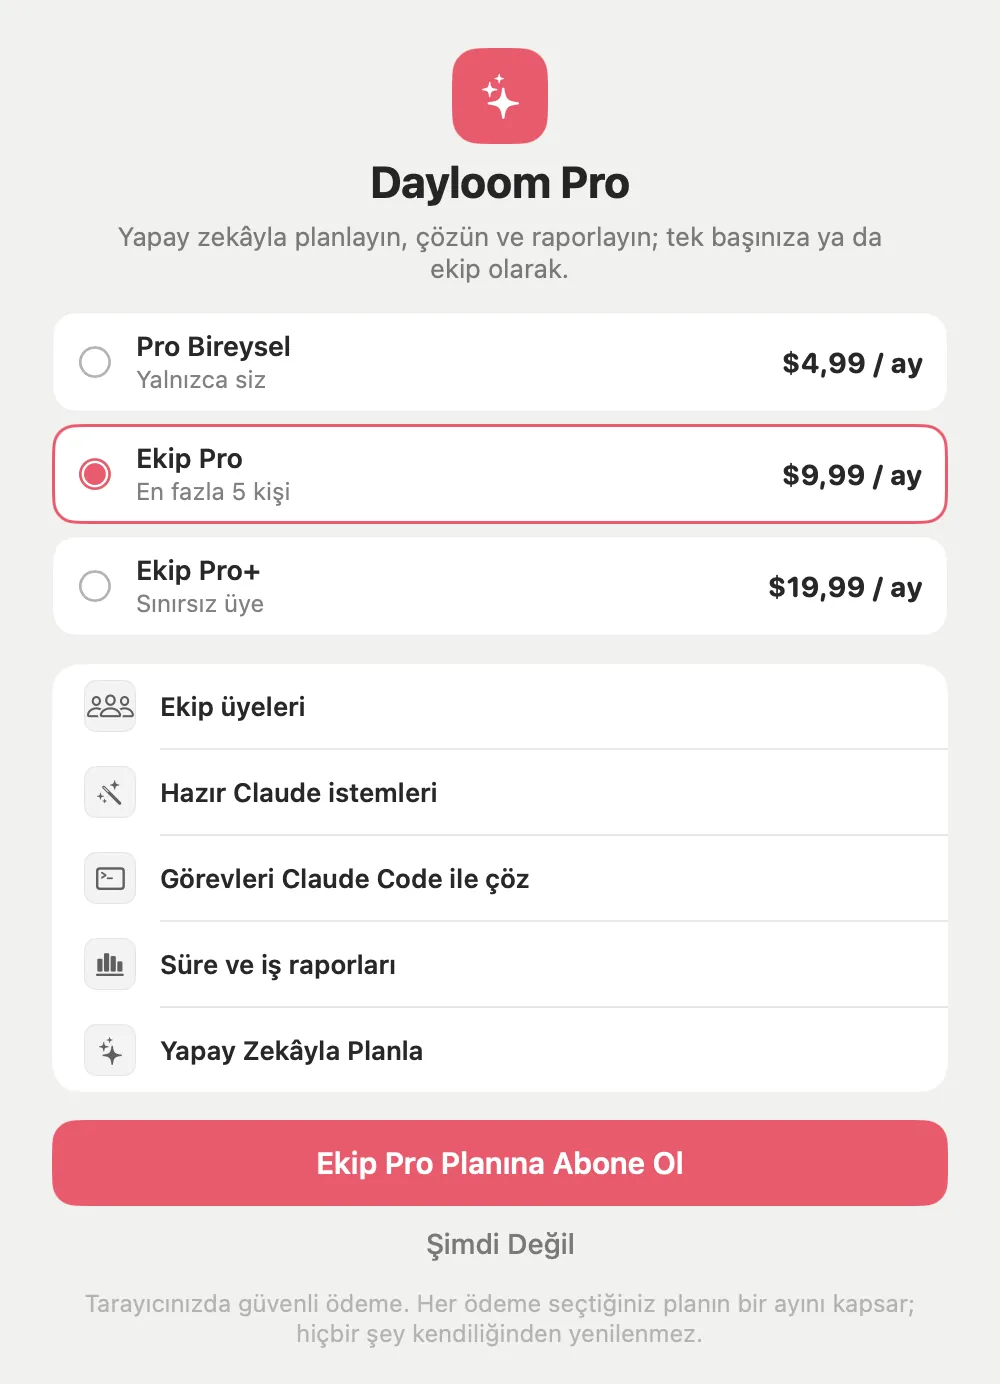 Dayloom Pro
Yapay zekâyla planlayın, çözün ve raporlayın; tek başınıza ya da
ekip olarak.
Pro Bireysel
Yalnızca siz
$4,99 / ay
Ekip Pro
En fazla 5 kişi
$9,99 / ay
Ekip Pro+
Sınırsız üye
$19,99 / ay
Ekip üyeleri
Hazır Claude istemleri
Görevleri Claude Code ile çöz
Süre ve iş raporları
Yapay Zekâyla Planla
Ekip Pro Planına Abone Ol
Şimdi Değil
Tarayıcınızda güvenli ödeme. Her ödeme seçtiğiniz planın bir ayını kapsar;
hiçbir şey kendiliğinden yenilenmez.